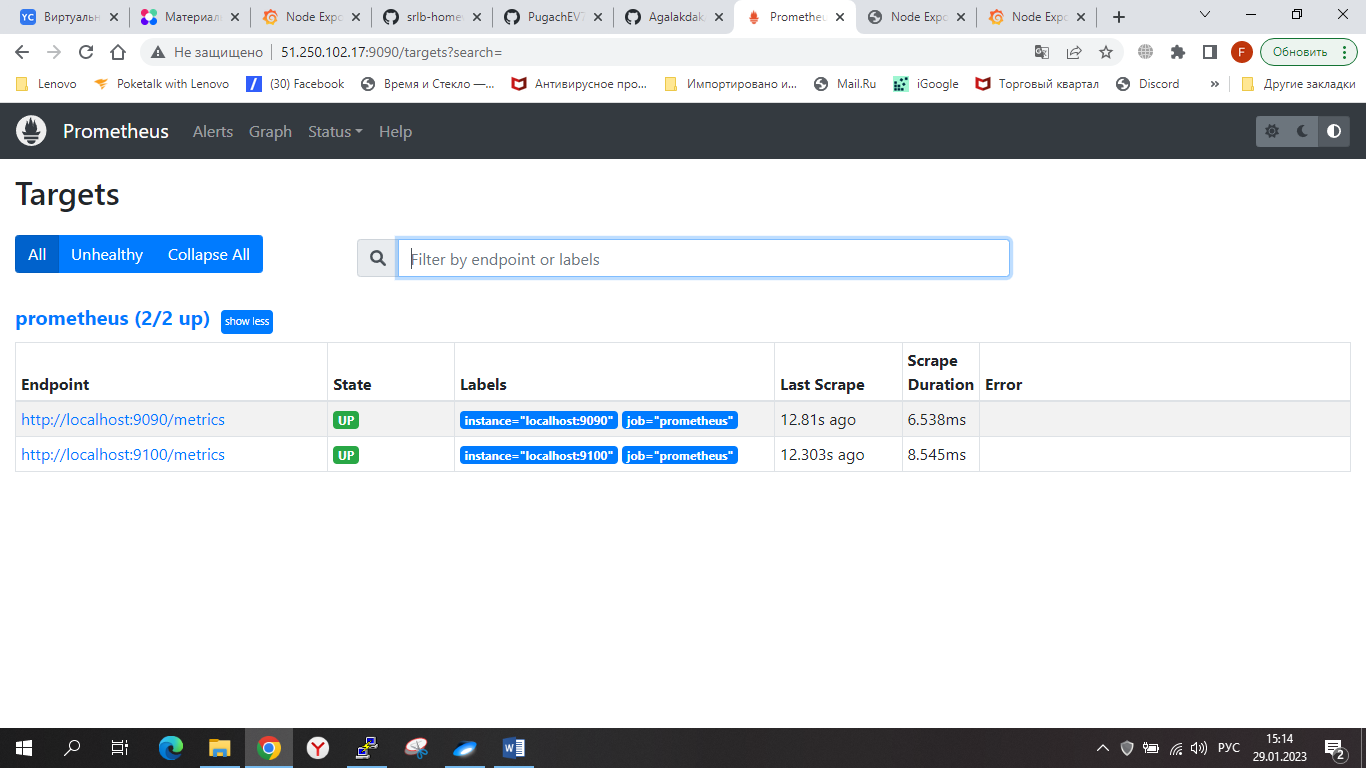 Виртуальн
Материал
Node Expo
srlb-home
PugachEV7
Agalakdak
Prometheu
Node Expo
Node Expo
Не защищено
51.250.102.17:9090/targets?search=
F
Обновить
Lenovo
Poketalk with Lenovo
(30) Facebook
Время и Стекло —...
Антивирусное про...
Импортировано и...
Mail.Ru
iGoogle
Торговый квартал
Discord
»
Другие закладки
Prometheus
Alerts
Graph
Status
Help
Targets
All
Unhealthy
Collapse All
Filter by endpoint or labels
prometheus (2/2 up)
show less
Endpoint
State
Labels
Last Scrape
Scrape
Duration
Error
http://localhost:9090/metrics
UP
instance="localhost:9090"
job="prometheus"
12.81s ago
6.538ms
http://localhost:9100/metrics
UP
instance="localhost:9100"
job="prometheus"
12.303s ago
8.545ms
РУС
15:14
29.01.2023
2